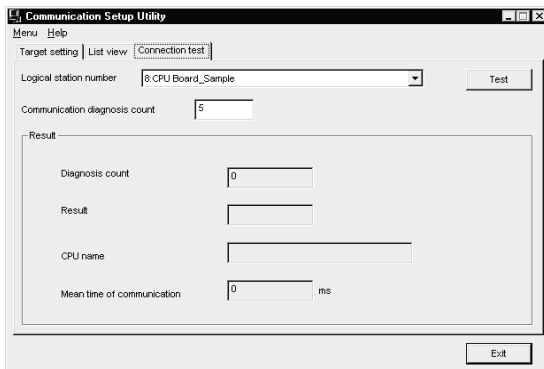 Communication Setup Utility
Menu Help
Target setting List view Connection test
Logical station number 8:CPU Board_Sample Test
Communication diagnosis count 5
Result
Diagnosis count 0
Result
CPU name
Mean time of communication 0 ms
Exit